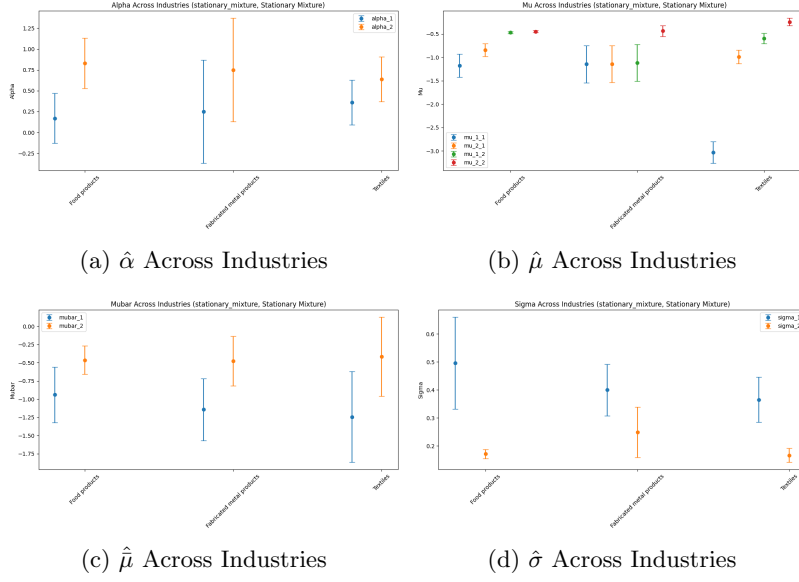 Alpha Across Industries (stationary_mixture, Stationary Mixture)
alpha_1
alpha_2
1.25
1.00
0.75
0.50
0.25
0.00
−0.25
Alpha
Food products
Fabricated metal products
Textiles
(a) α̂ Across Industries
Mu Across Industries (stationary_mixture, Stationary Mixture)
−0.5
−1.0
−1.5
−2.0
−2.5
−3.0
Mu
mu_1_1
mu_2_1
mu_1_2
mu_2_2
Food products
Fabricated metal products
Textiles
(b) μ̂ Across Industries
Mubar Across Industries (stationary_mixture, Stationary Mixture)
mubar_1
mubar_2
0.00
−0.25
−0.50
−0.75
−1.00
−1.25
−1.50
−1.75
Mubar
Food products
Fabricated metal products
Textiles
(c) μ̄̂ Across Industries
Sigma Across Industries (stationary_mixture, Stationary Mixture)
sigma_1
sigma_2
0.6
0.5
0.4
0.3
0.2
Sigma
Food products
Fabricated metal products
Textiles
(d) σ̂ Across Industries